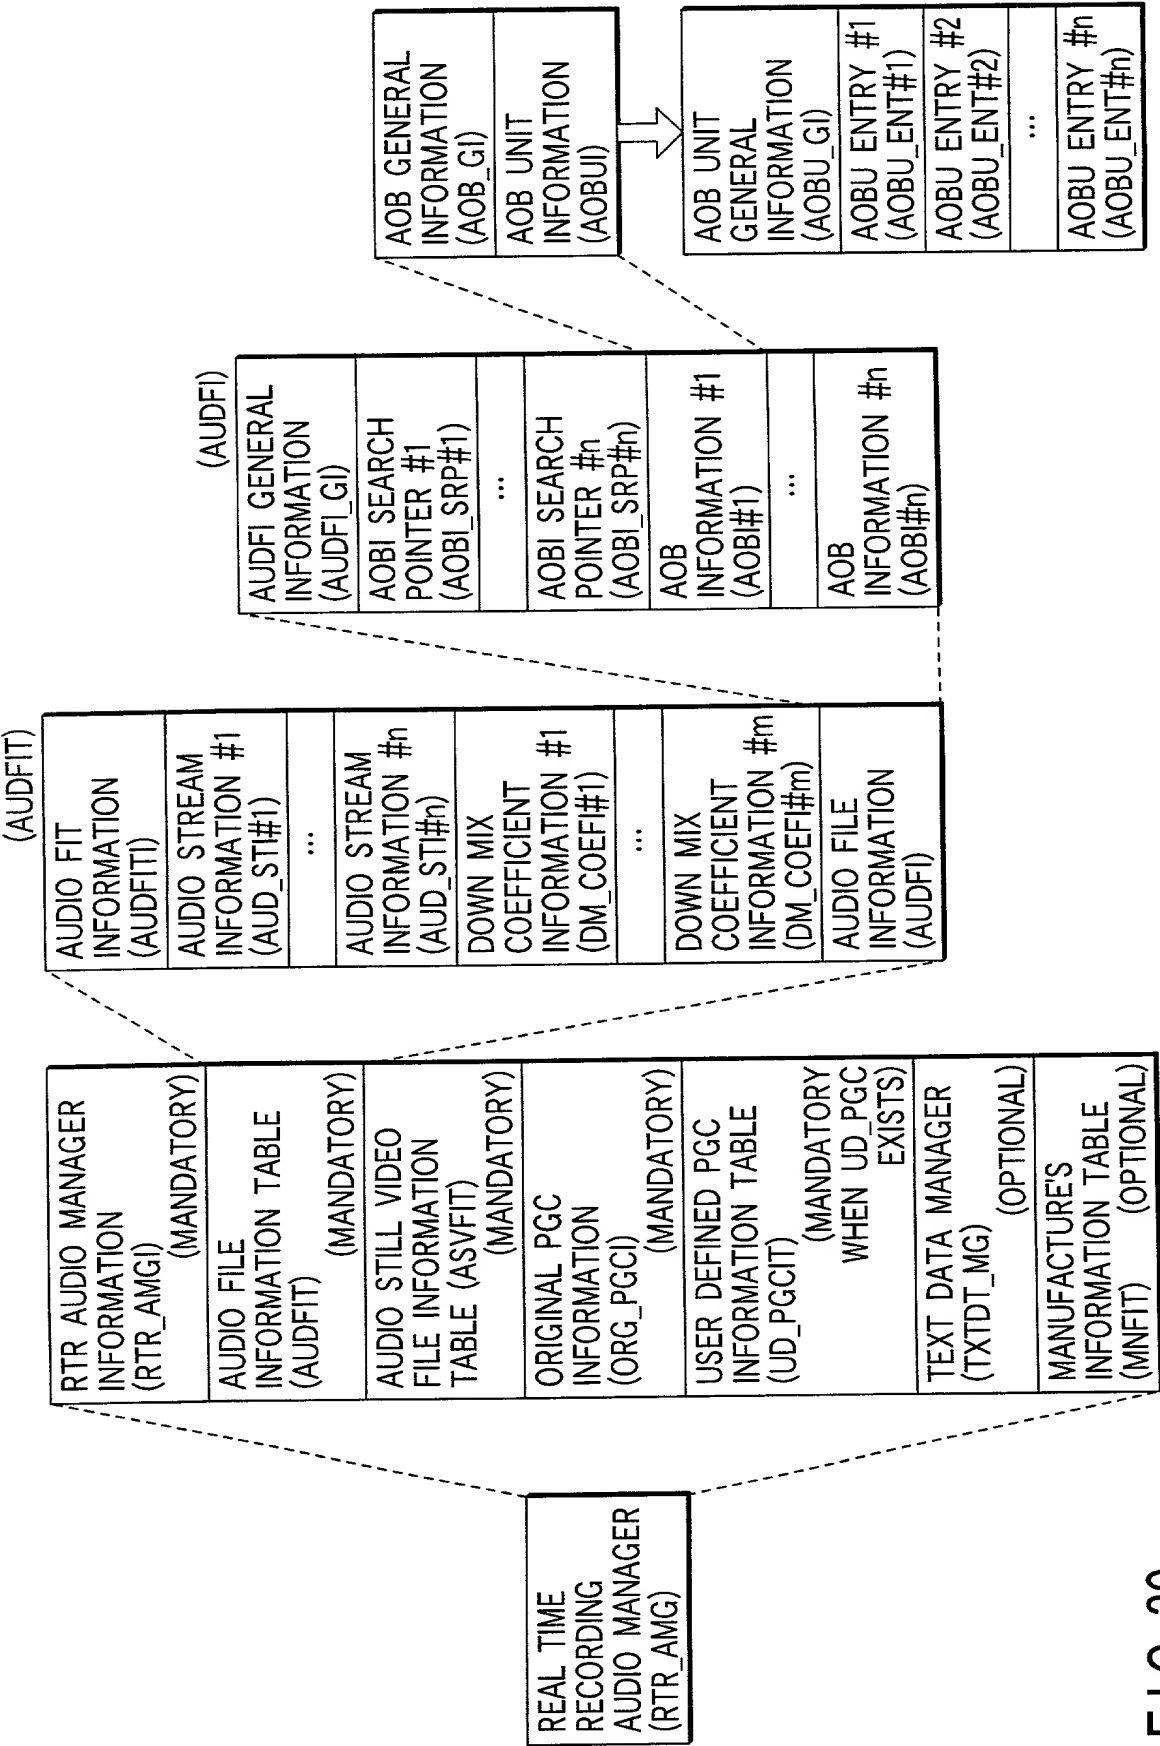 REAL TIME
RECORDING
AUDIO MANAGER
(RTR_AMG)
RTR AUDIO MANAGER
INFORMATION
(RTR_AMGI)
(MANDATORY)
AUDIO FILE
INFORMATION TABLE
(AUDFIT)
(MANDATORY)
AUDIO STILL VIDEO
FILE INFORMATION
TABLE (ASVFIT)
(MANDATORY)
ORIGINAL PGC
INFORMATION
(ORG_PGCI)
(MANDATORY)
USER DEFINED PGC
INFORMATION TABLE
(UD_PGCIT)
(MANDATORY
WHEN UD_PGC
EXISTS)
TEXT DATA MANAGER
(TXTDT_MG)
(OPTIONAL)
MANUFACTURE'S
INFORMATION TABLE
(MNFIT) (OPTIONAL)
(AUDFIT)
AUDIO FIT
INFORMATION
(AUDFITI)
AUDIO STREAM
INFORMATION #1
(AUD_STI#1)
...
AUDIO STREAM
INFORMATION #n
(AUD_STI#n)
DOWN MIX
COEFFICIENT
INFORMATION #1
(DM_COEFI#1)
...
DOWN MIX
COEFFICIENT
INFORMATION #m
(DM_COEFI#m)
AUDIO FILE
INFORMATION
(AUDFI)
(AUDFI)
AUDFI GENERAL
INFORMATION
(AUDFI_GI)
AOBI SEARCH
POINTER #1
(AOBI_SRP#1)
...
AOBI SEARCH
POINTER #n
(AOBI_SRP#n)
AOB
INFORMATION #1
(AOBI#1)
...
AOB
INFORMATION #n
(AOBI#n)
AOB GENERAL
INFORMATION
(AOB_GI)
AOB UNIT
INFORMATION
(AOBUI)
AOB UNIT
GENERAL
INFORMATION
(AOBU_GI)
AOBU ENTRY #1
(AOBU_ENT#1)
AOBU ENTRY #2
(AOBU_ENT#2)
...
AOBU ENTRY #n
(AOBU_ENT#n)